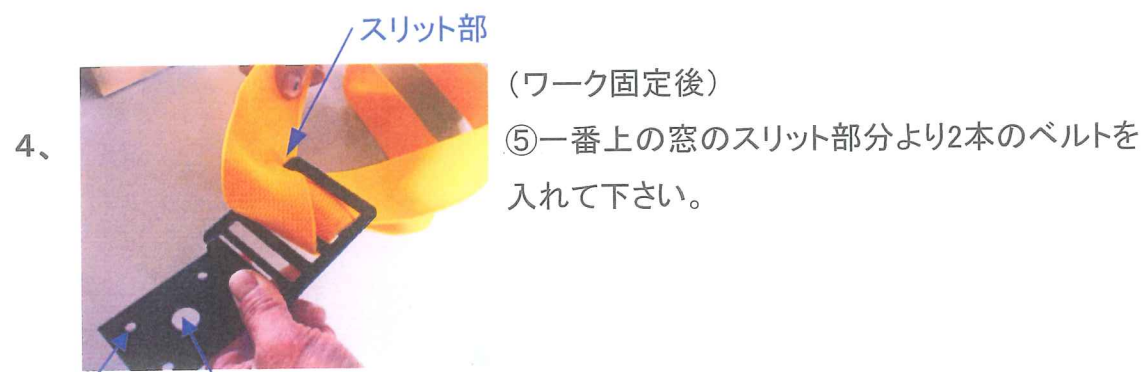 スリット部
4、
(ワーク固定後)
⑤一番上の窓のスリット部分より2本のベルトを
入れて下さい。